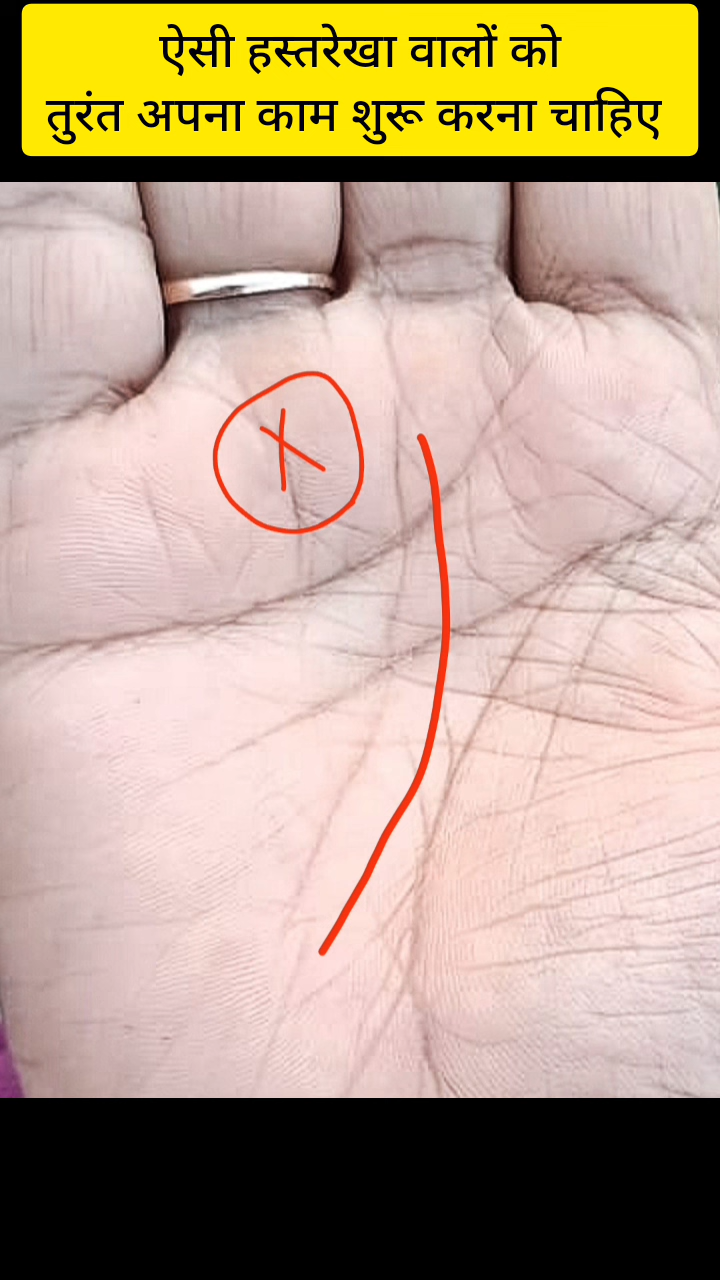 ऐसी हस्तरेखा वालों को
तुरंत अपना काम शुरू करना चाहिए